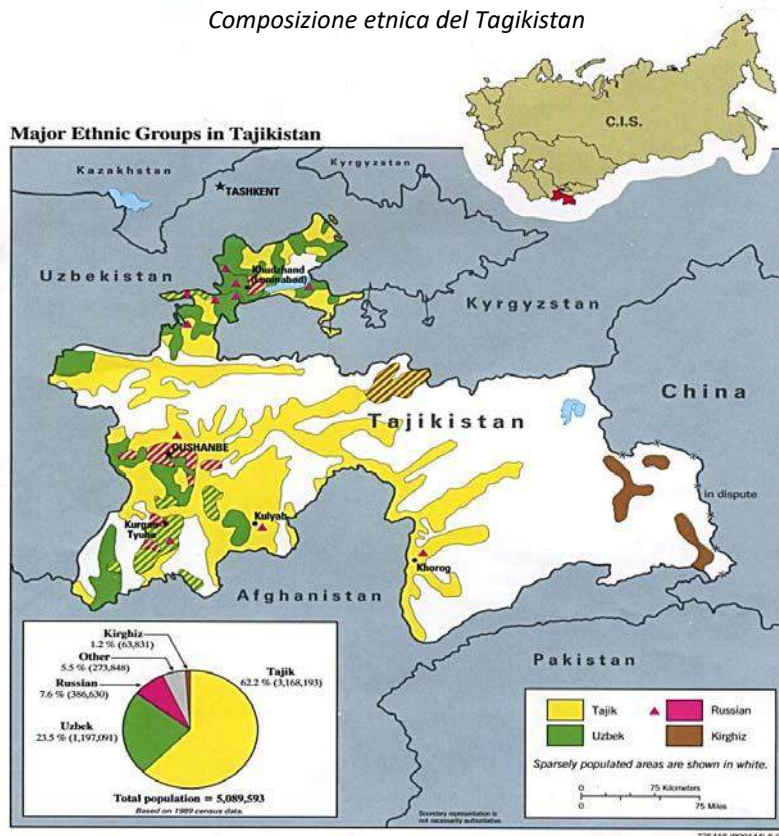 Composizione etnica del Tagikistan
C.I.S.
Major Ethnic Groups in Tajikistan
Kazakhstan
Kyrgyzstan
TASHKENT
Uzbekistan
Khudzhand
(Leninabad)
Kyrgyzstan
China
Tajikistan
DUSHANBE
in dispute
Kurgan-
Tyube
Kulyab
Khorog
Afghanistan
Pakistan
Kirghiz
1.2 % (63,831)
Other
5.5 % (273,848)
Russian
7.6 % (386,630)
Uzbek
23.5 % (1,197,091)
Tajik
62.2 % (3,168,193)
Total population = 5,089,593
Based on 1989 census data.
Tajik
Russian
Uzbek
Kirghiz
Sparsely populated areas are shown in white.
0 75 Kilometers
0 75 Miles
Boundary representation is
not necessarily authoritative.